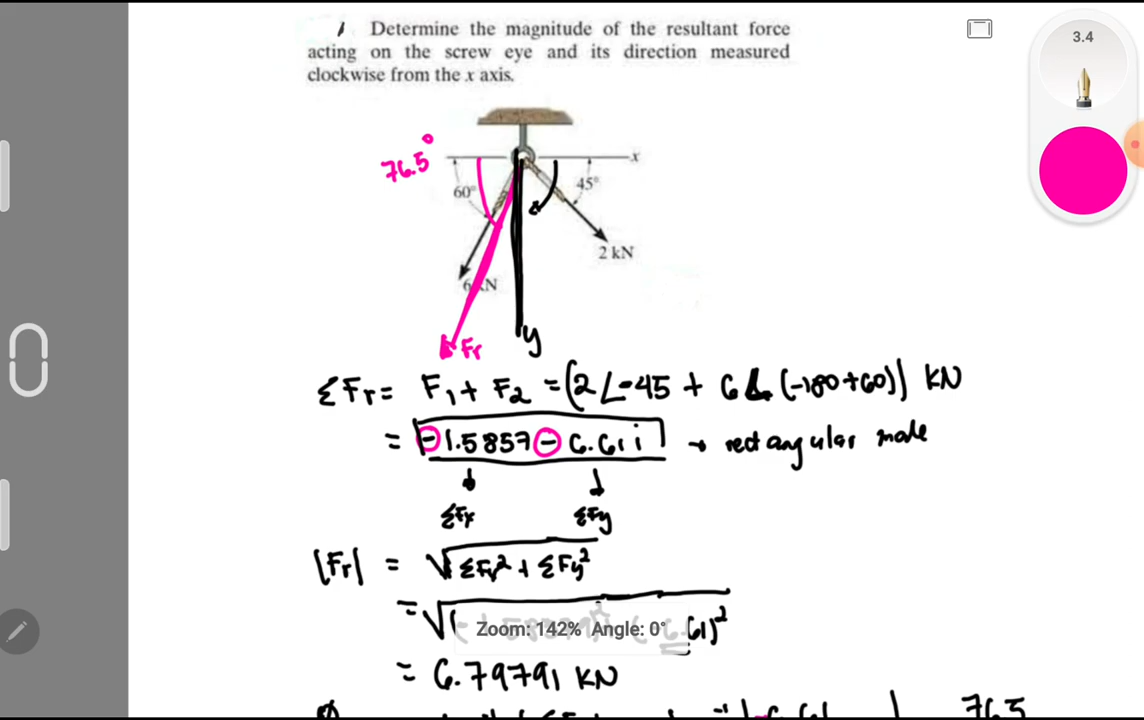 1 Determine the magnitude of the resultant force
acting on the screw eye and its direction measured
clockwise from the x axis.
3.4
76.5°
x
60°
45°
2 kN
6 kN
Fr
y
ΣFr = F₁ + F₂ = (2∠-45 + 6∠(-180+60)) KN
= -1.5857 - 6.61 i → rectangular mode
ΣFx ΣFy
|Fr| = √ΣFx² + ΣFy²
= √( 61)²
Zoom: 142% Angle: 0°
= 6.79791 KN
76.5